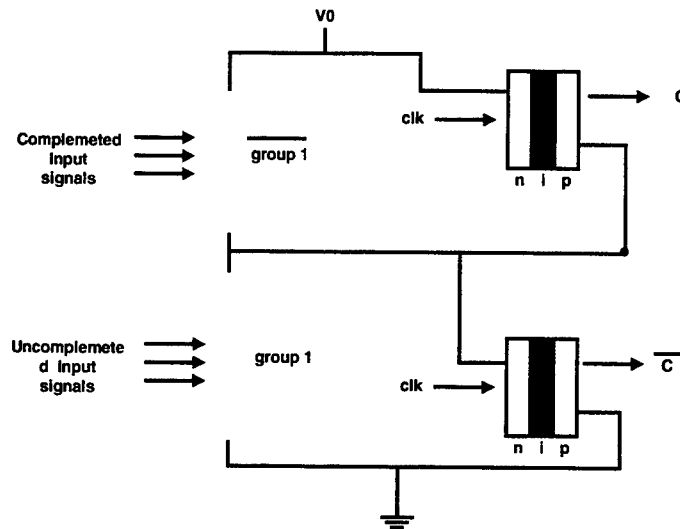 V0
clk
C
Complemeted
Input
signals
group 1
n i p
Uncomplemete
d Input
signals
group 1
clk
C
n i p